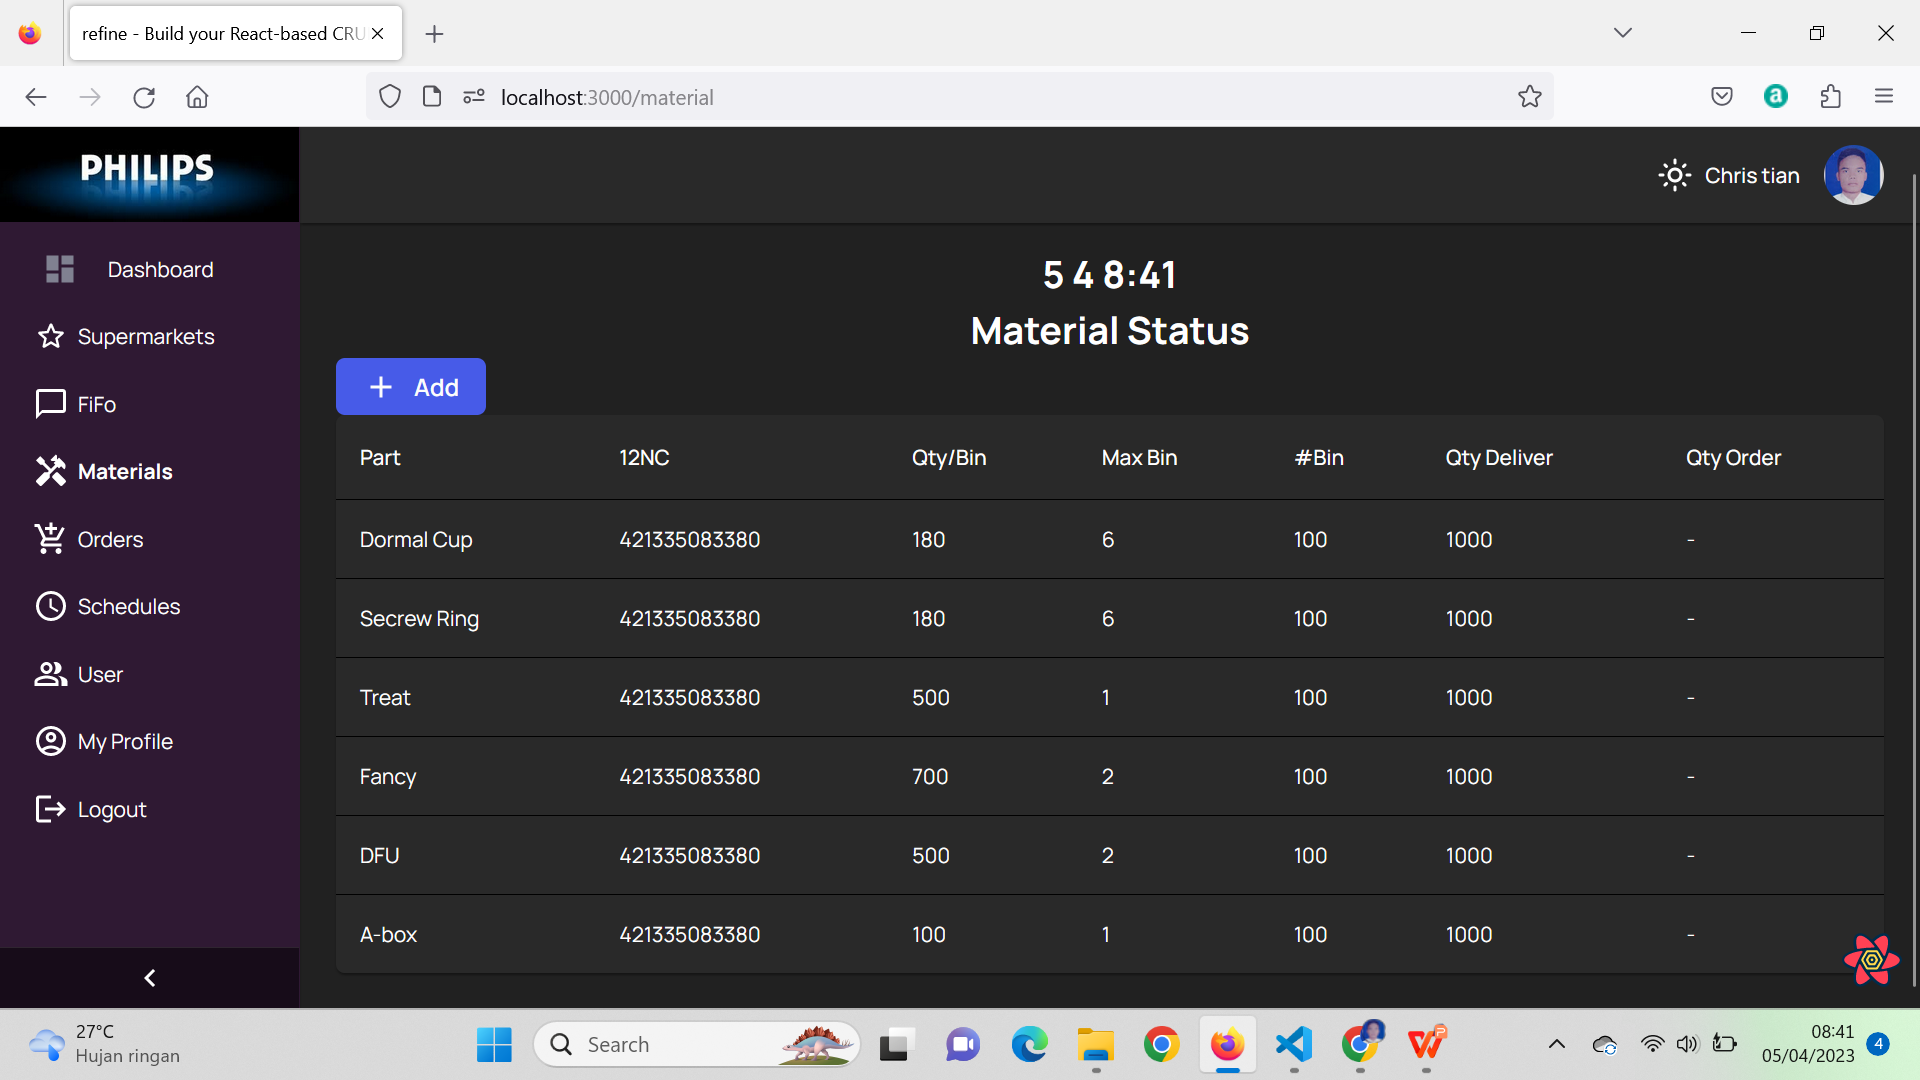 refine - Build your React-based CRU
localhost:3000/material
PHILIPS
Chris tian
Dashboard
Supermarkets
FiFo
Materials
Orders
Schedules
User
My Profile
Logout
5 4 8:41
Material Status
+ Add
Part 12NC Qty/Bin Max Bin #Bin Qty Deliver Qty Order
Dormal Cup 421335083380 180 6 100 1000 -
Secrew Ring 421335083380 180 6 100 1000 -
Treat 421335083380 500 1 100 1000 -
Fancy 421335083380 700 2 100 1000 -
DFU 421335083380 500 2 100 1000 -
A-box 421335083380 100 1 100 1000 -
27°C
Hujan ringan
Search
08:41
05/04/2023
4